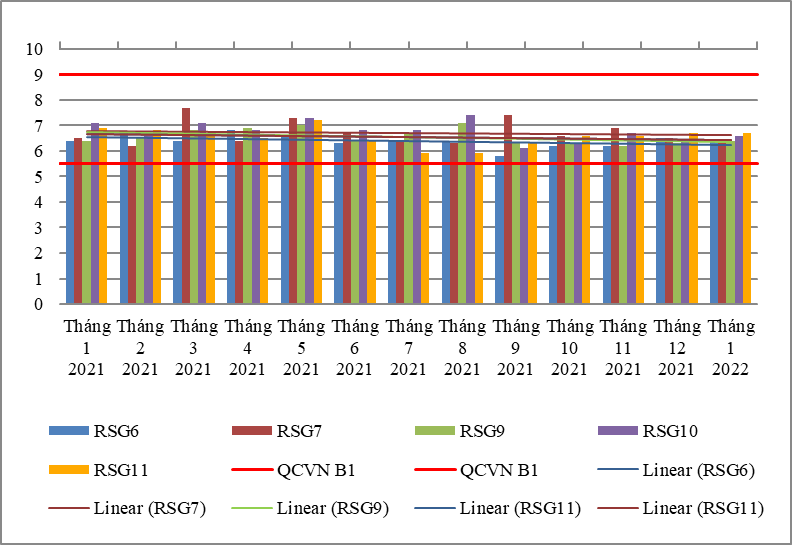 10
9
8
7
6
5
4
3
2
1
0
Tháng Tháng Tháng Tháng Tháng Tháng Tháng Tháng Tháng Tháng Tháng Tháng Tháng
1 2 3 4 5 6 7 8 9 10 11 12 1
2021 2021 2021 2021 2021 2021 2021 2021 2021 2021 2021 2021 2022
RSG6 RSG7 RSG9 RSG10
RSG11 QCVN B1 QCVN B1 Linear (RSG6)
Linear (RSG7) Linear (RSG9) Linear (RSG11) Linear (RSG11)